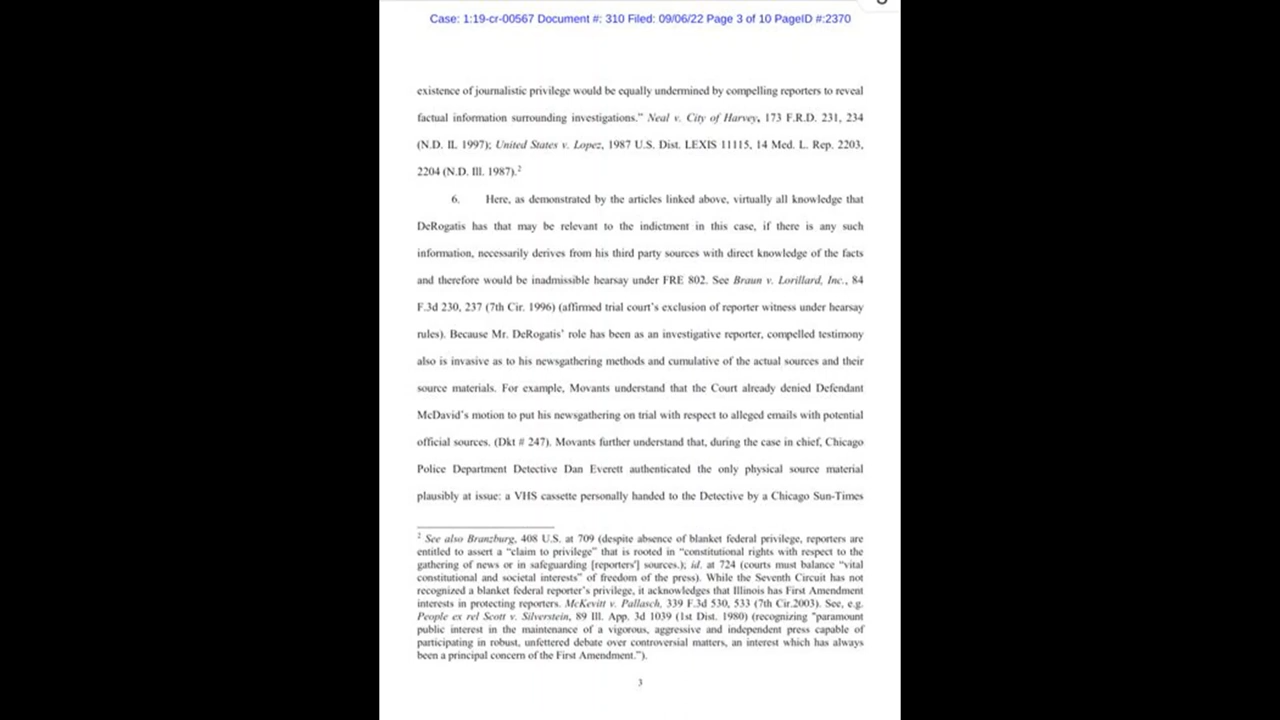 Case: 1:19-cr-00567 Document #: 310 Filed: 09/06/22 Page 3 of 10 PageID #:2370
existence of journalistic privilege would be equally undermined by compelling reporters to reveal
factual information surrounding investigations.” Neal v. City of Harvey, 173 F.R.D. 231, 234
(N.D. IL 1997); United States v. Lopez, 1987 U.S. Dist. LEXIS 11115, 14 Med. L. Rep. 2203,
2204 (N.D. Ill. 1987).2
6. Here, as demonstrated by the articles linked above, virtually all knowledge that
DeRogatis has that may be relevant to the indictment in this case, if there is any such
information, necessarily derives from his third party sources with direct knowledge of the facts
and therefore would be inadmissible hearsay under FRE 802. See Braun v. Lorillard, Inc., 84
F.3d 230, 237 (7th Cir. 1996) (affirmed trial court’s exclusion of reporter witness under hearsay
rules). Because Mr. DeRogatis’ role has been as an investigative reporter, compelled testimony
also is invasive as to his newsgathering methods and cumulative of the actual sources and their
source materials. For example, Movants understand that the Court already denied Defendant
McDavid’s motion to put his newsgathering on trial with respect to alleged emails with potential
official sources. (Dkt # 247). Movants further understand that, during the case in chief, Chicago
Police Department Detective Dan Everett authenticated the only physical source material
plausibly at issue: a VHS cassette personally handed to the Detective by a Chicago Sun-Times
2 See also Branzburg, 408 U.S. at 709 (despite absence of blanket federal privilege, reporters are
entitled to assert a “claim to privilege” that is rooted in “constitutional rights with respect to the
gathering of news or in safeguarding [reporters'] sources.); id. at 724 (courts must balance “vital
constitutional and societal interests” of freedom of the press). While the Seventh Circuit has not
recognized a blanket federal reporter’s privilege, it acknowledges that Illinois has First Amendment
interests in protecting reporters. McKevitt v. Pallasch, 339 F.3d 530, 533 (7th Cir.2003). See, e.g.
People ex rel Scott v. Silverstein, 89 Ill. App. 3d 1039 (1st Dist. 1980) (recognizing "paramount
public interest in the maintenance of a vigorous, aggressive and independent press capable of
participating in robust, unfettered debate over controversial matters, an interest which has always
been a principal concern of the First Amendment.”).
3